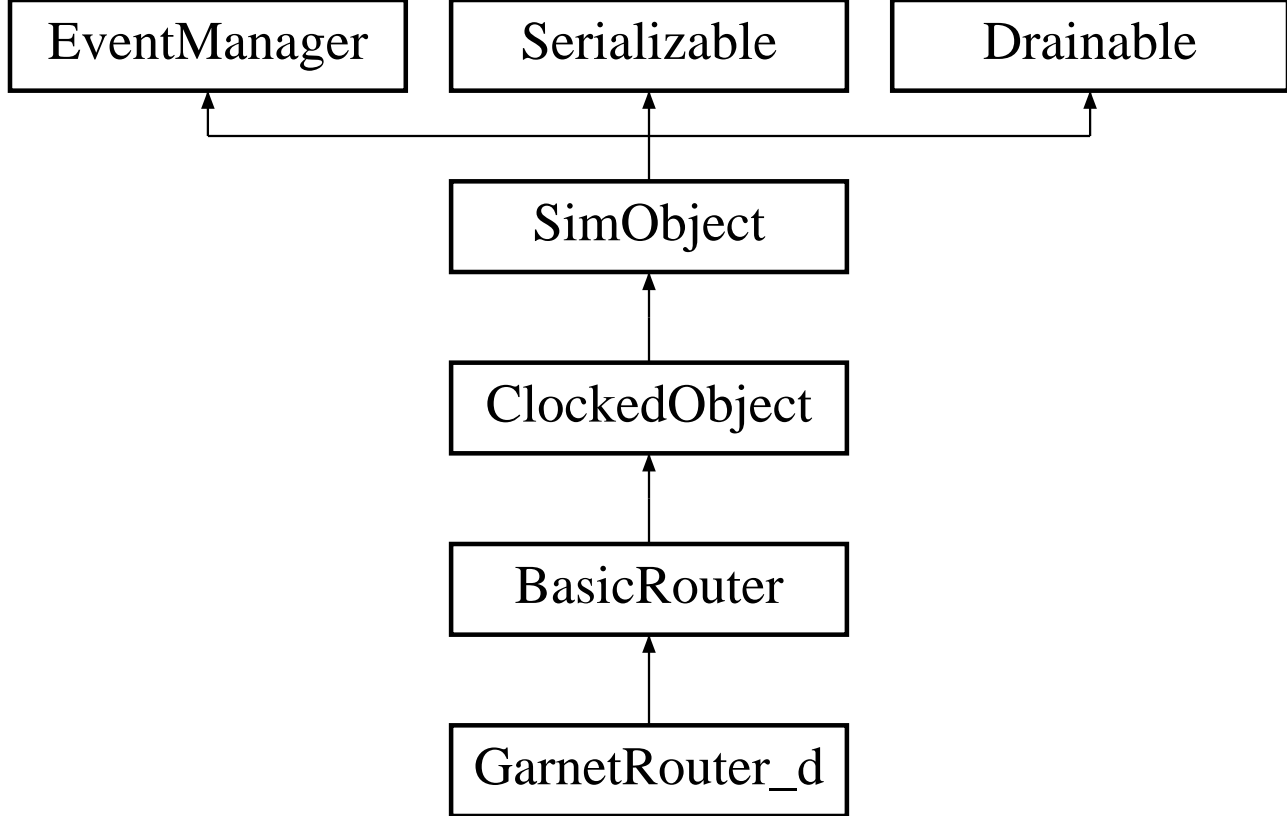 EventManager
Serializable
Drainable
SimObject
ClockedObject
BasicRouter
GarnetRouter_d